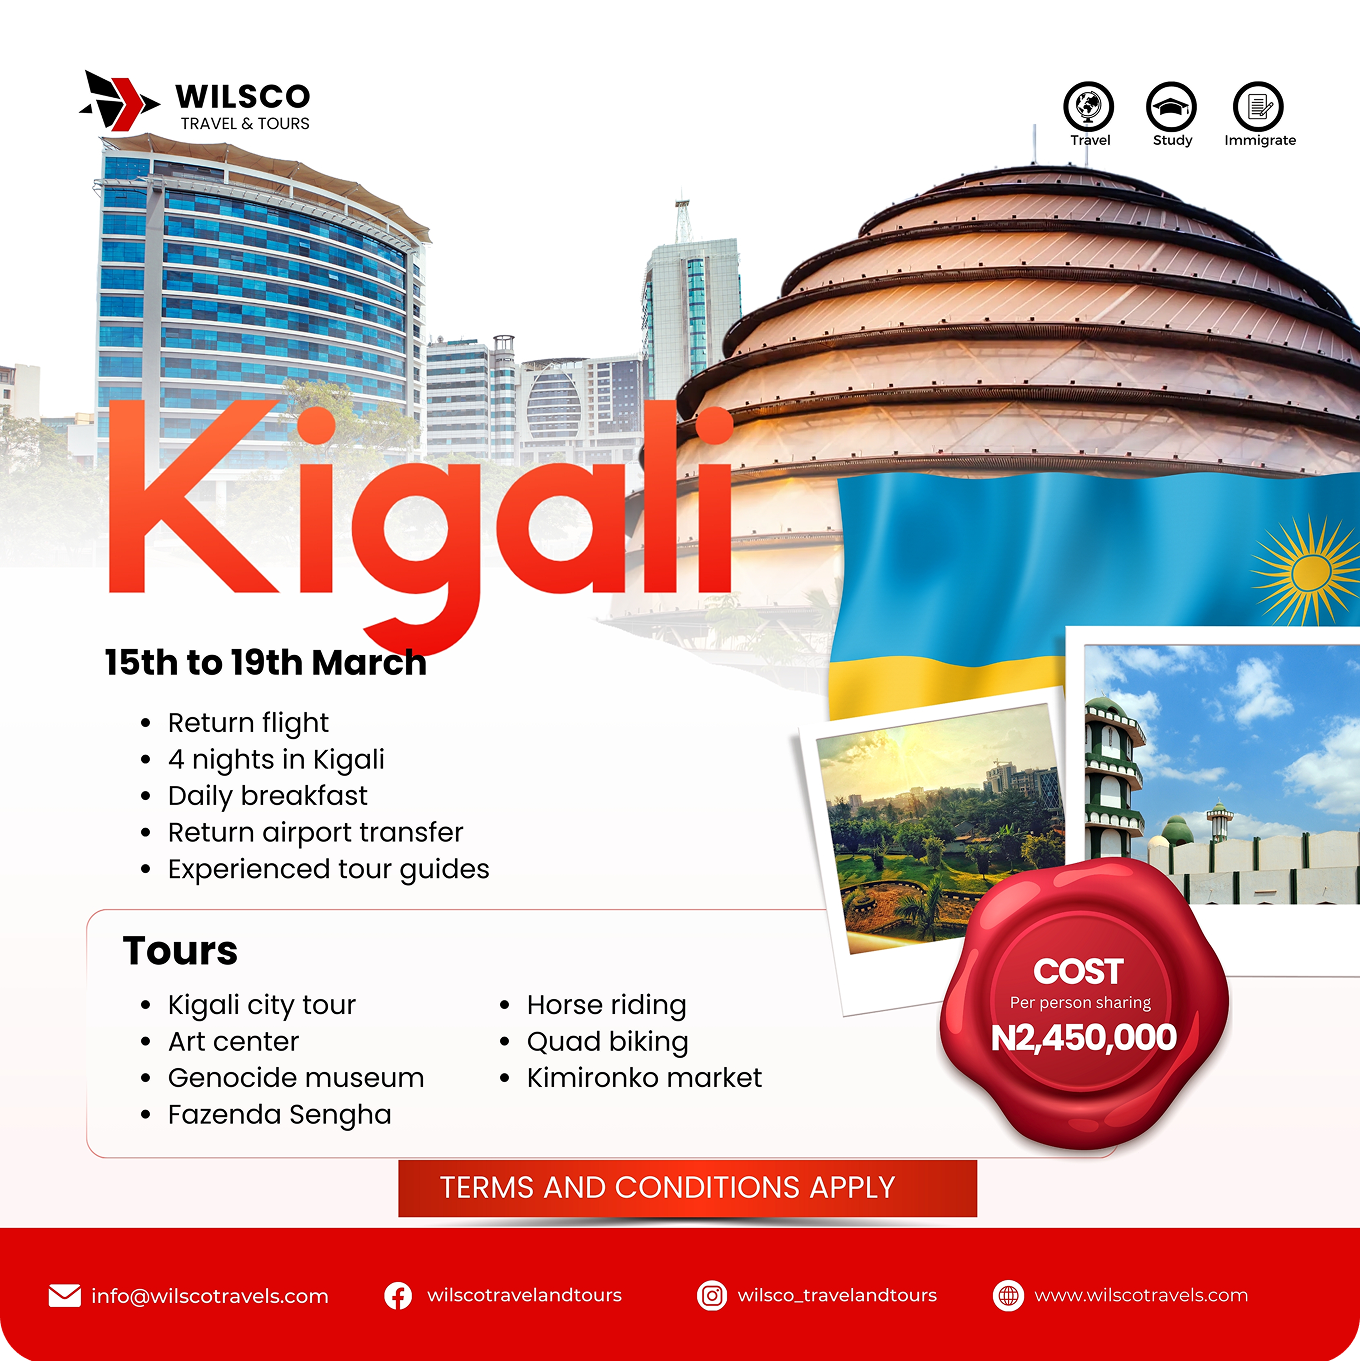 WILSCO
TRAVEL & TOURS
Travel
Study
Immigrate
Kigali
15th to 19th March
• Return flight
• 4 nights in Kigali
• Daily breakfast
• Return airport transfer
• Experienced tour guides
Tours
• Kigali city tour
• Art center
• Genocide museum
• Fazenda Sengha
• Horse riding
• Quad biking
• Kimironko market
COST
Per person sharing
N2,450,000
TERMS AND CONDITIONS APPLY
info@wilscotravels.com
wilscotravelandtours
wilsco_travelandtours
www.wilscotravels.com